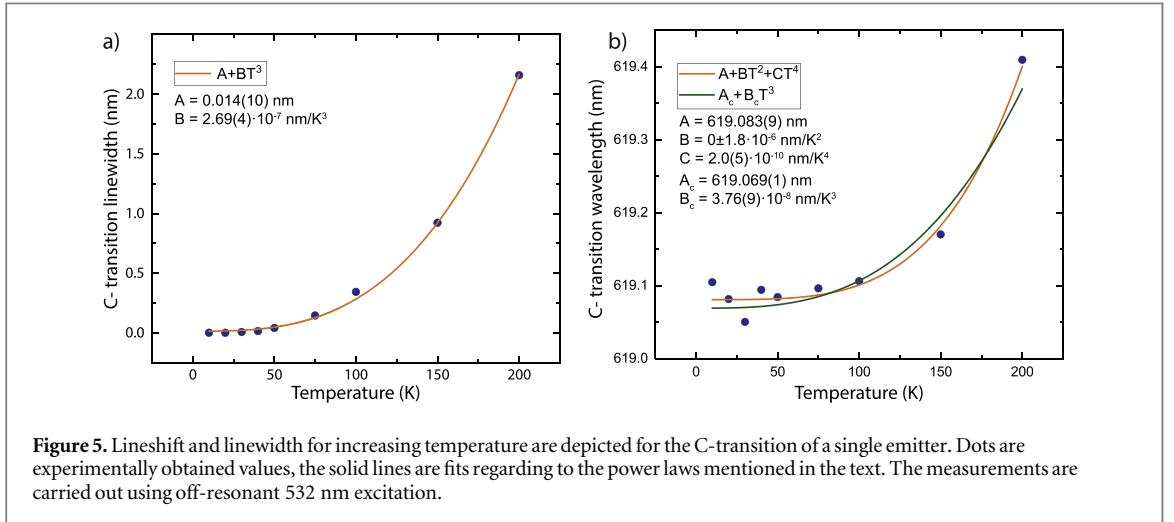 a)
A+BT³
A = 0.014(10) nm
B = 2.69(4)·10⁻⁷ nm/K³
C- transition linewidth (nm)
2.0
1.5
1.0
0.5
0.0
0
50
100
150
200
Temperature (K)
b)
A+BT²+CT⁴
A_c+B_cT³
A = 619.083(9) nm
B = 0±1.8·10⁻⁶ nm/K²
C = 2.0(5)·10⁻¹⁰ nm/K⁴
A_c = 619.069(1) nm
B_c = 3.76(9)·10⁻⁸ nm/K³
C- transition wavelength (nm)
619.4
619.3
619.2
619.1
619.0
0
50
100
150
200
Temperature (K)
Figure 5. Lineshift and linewidth for increasing temperature are depicted for the C-transition of a single emitter. Dots are
experimentally obtained values, the solid lines are fits regarding to the power laws mentioned in the text. The measurements are
carried out using off-resonant 532 nm excitation.